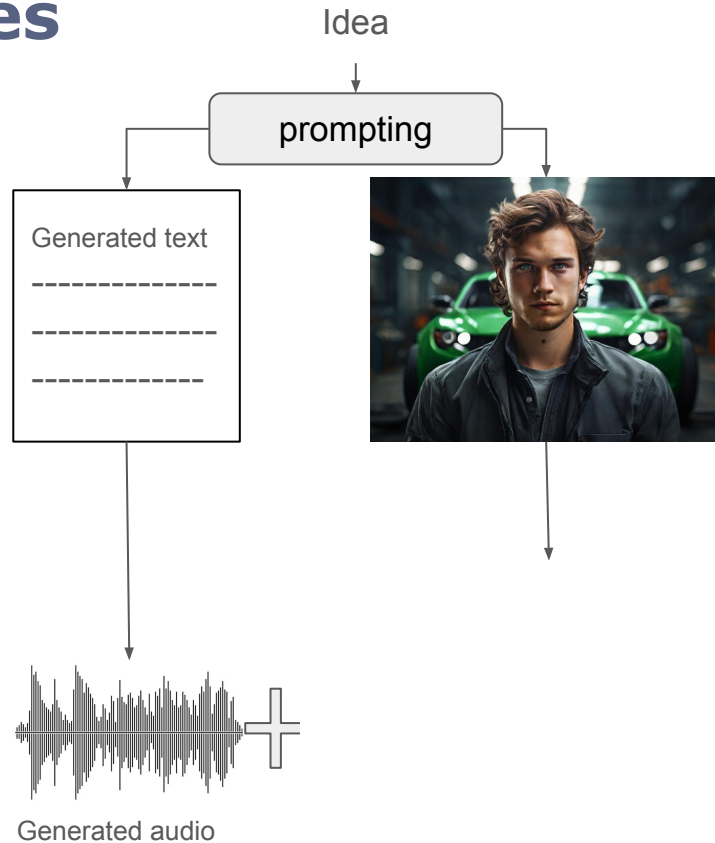 es
Idea
prompting
Generated text
Generated audio